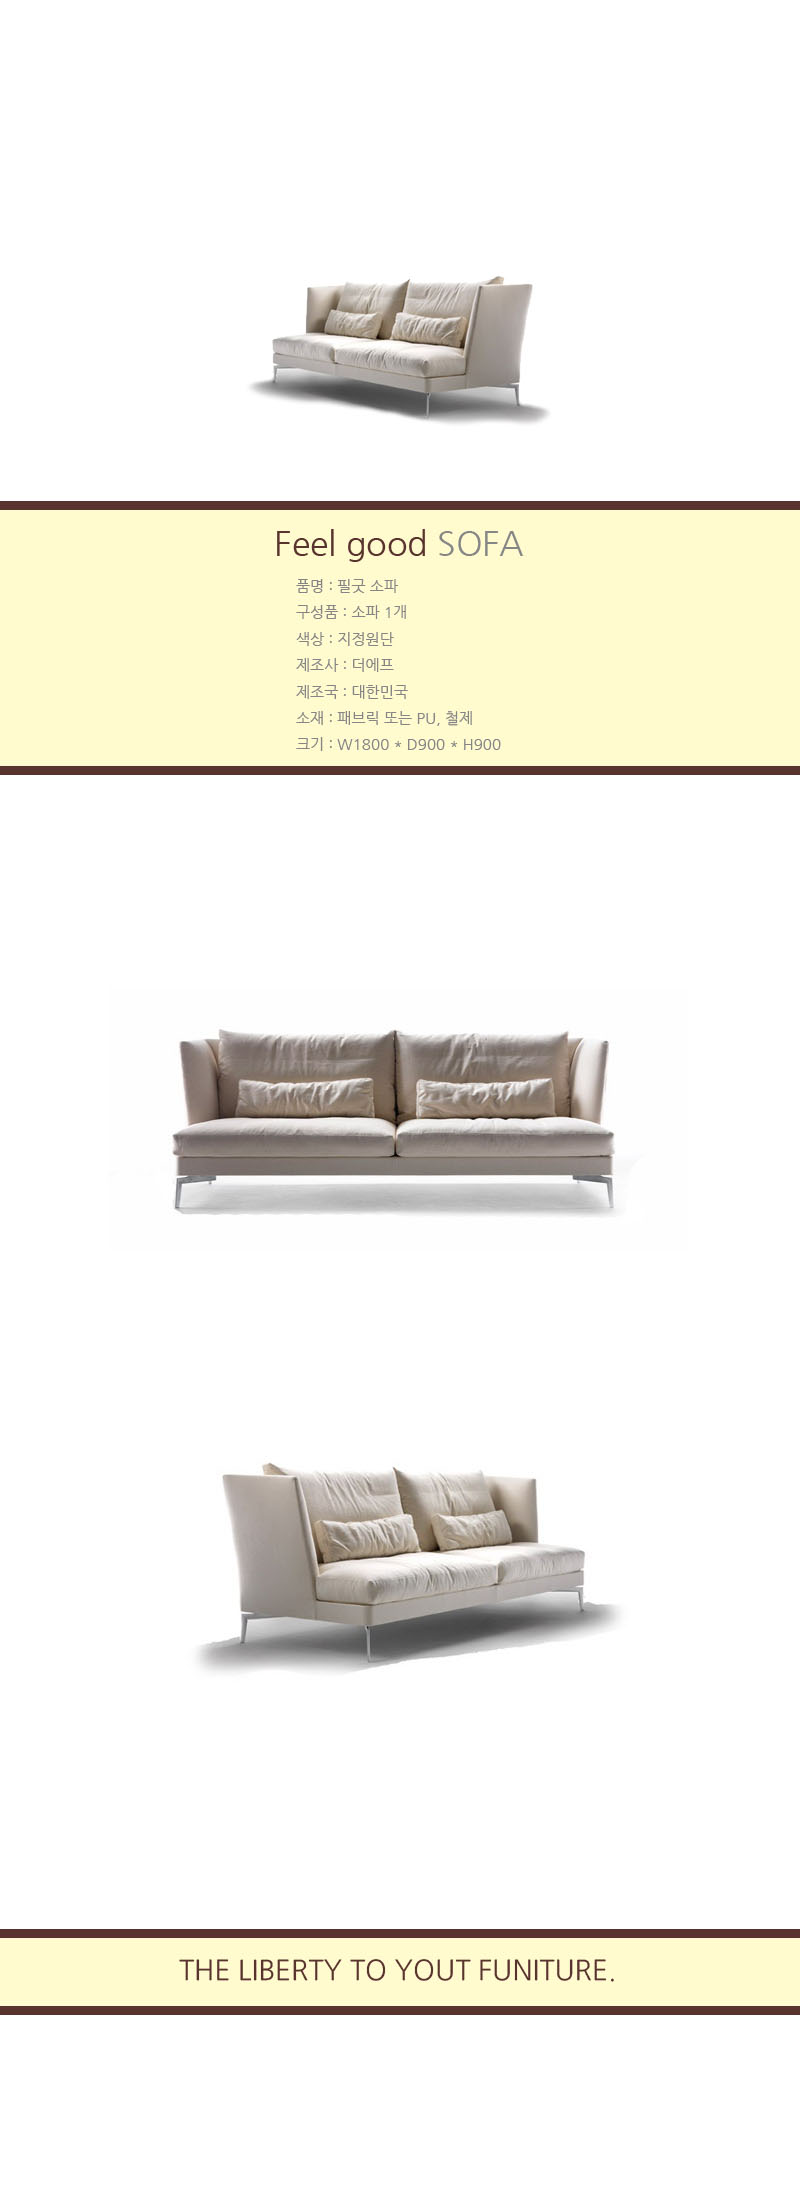 Feel good SOFA
품명 : 필굿 소파
구성품 : 소파 1개
색상 : 지정원단
제조사 : 더에프
제조국 : 대한민국
소재 : 패브릭 또는 PU, 철제
크기 : W1800 * D900 * H900
THE LIBERTY TO YOUT FUNITURE.